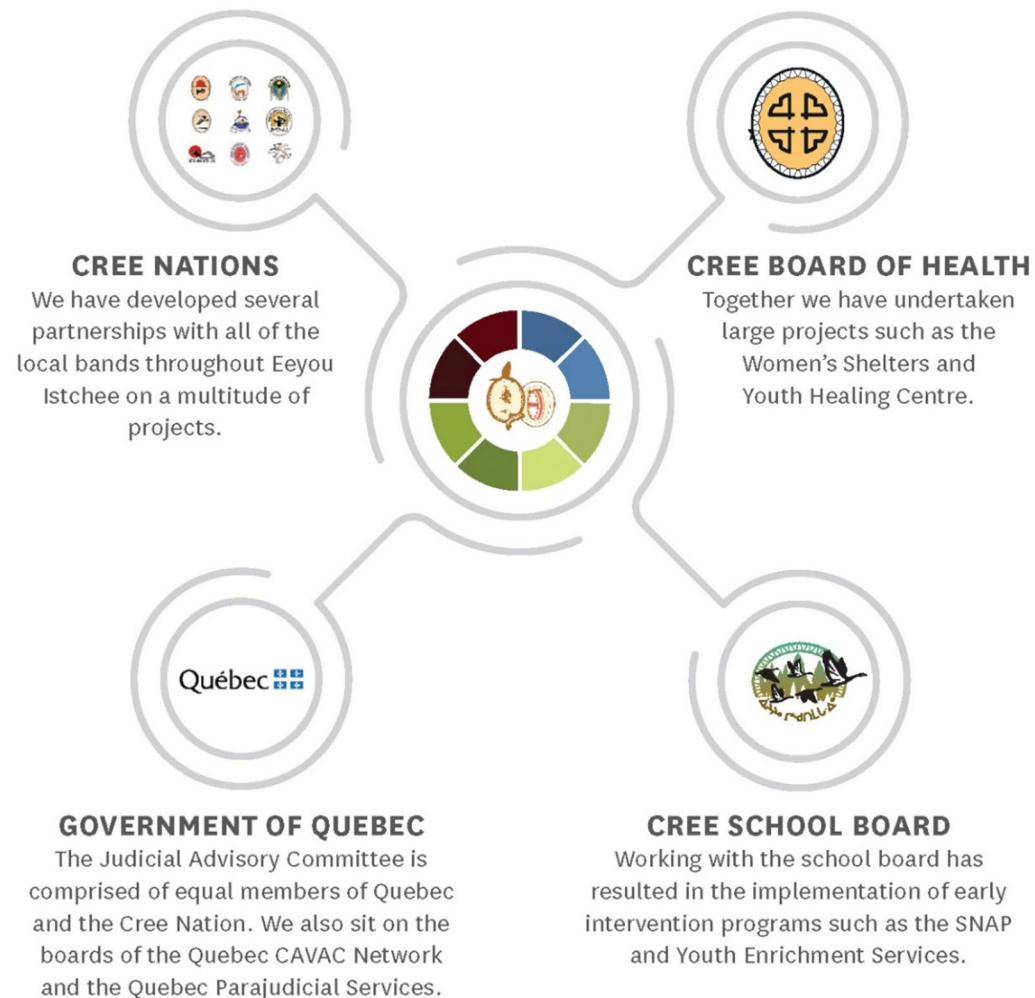 CREE NATIONS
We have developed several
partnerships with all of the
local bands throughout Eeyou
Istchee on a multitude of
projects.
CREE BOARD OF HEALTH
Together we have undertaken
large projects such as the
Women’s Shelters and
Youth Healing Centre.
Québec
GOVERNMENT OF QUEBEC
The Judicial Advisory Committee is
comprised of equal members of Quebec
and the Cree Nation. We also sit on the
boards of the Quebec CAVAC Network
and the Quebec Parajudicial Services.
CREE SCHOOL BOARD
Working with the school board has
resulted in the implementation of early
intervention programs such as the SNAP
and Youth Enrichment Services.